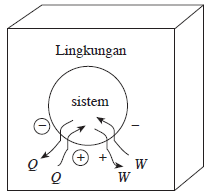 Lingkungan
sistem
− −
Q W
+ +
Q W